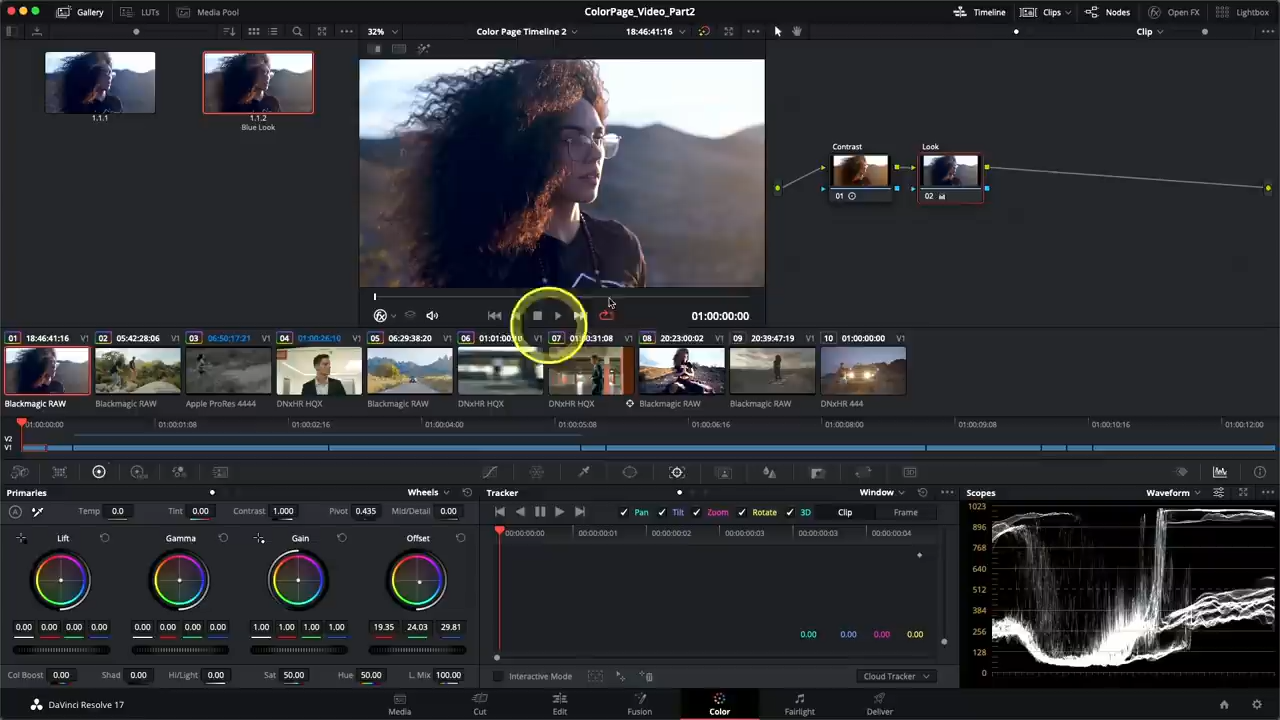 ColorPage_Video_Part2
Gallery LUTs Media Pool Timeline Clips Nodes Open FX Lightbox
32% Color Page Timeline 2 18:46:41:16 Clip
1.1.1
1.1.2
Blue Look
Contrast
01
Look
02
01:00:00:00
01 18:46:41:16 V1
02 05:42:28:06 V1
03 06:50:17:21 V1
04 01:00:26:10 V1
05 06:29:38:20 V1
06 V1
07 V1
08 20:23:00:02 V1
09 20:39:47:19 V1
10 01:00:00:00 V1
Blackmagic RAW
Blackmagic RAW
Apple ProRes 4444
DNxHR HQX
Blackmagic RAW
DNxHR HQX
DNxHR HQX
Blackmagic RAW
Blackmagic RAW
DNxHR 444
01:00:00:00 01:00:01:08 01:00:02:16 01:00:04:00 01:00:05:08 01:00:06:16 01:00:08:00 01:00:09:08 01:00:10:16 01:00:12:00
V2
V1
Primaries Wheels
Temp 0.0 Tint 0.00 Contrast 1.000 Pivot 0.435 Mid/Detail 0.00
Lift Gamma Gain Offset
0.00 0.00 0.00 0.00 0.00 0.00 0.00 0.00 1.00 1.00 1.00 1.00 19.35 24.03 29.81
Col Boost 0.00 Shad 0.00 Hi/Light 0.00 Sat 50.00 Hue 50.00 L. Mix 100.00
Tracker Window
Pan Tilt Zoom Rotate 3D Clip Frame
00:00:00:00 00:00:00:01 00:00:00:02 00:00:00:03 00:00:00:03 00:00:00:04
0.00 0.00 0.00 0.00
Interactive Mode Cloud Tracker
Scopes Waveform
1023
896
768
640
512
384
256
128
0
DaVinci Resolve 17
Media Cut Edit Fusion Color Fairlight Deliver